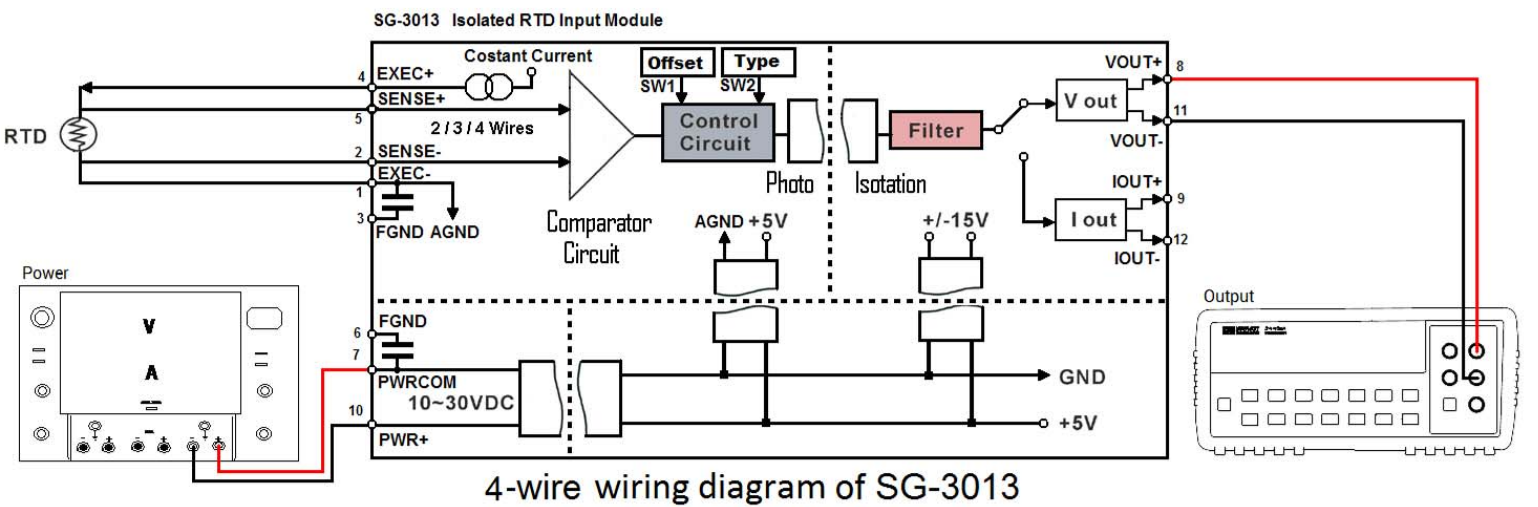 SG-3013 Isolated RTD Input Module
Costant Current
Offset
Type
SW1
SW2
4
EXEC+
SENSE+
5
2 / 3 / 4 Wires
RTD
2
SENSE-
EXEC-
1
3
FGND AGND
Comparator
Circuit
Control
Circuit
Photo
Isotation
Filter
V out
I out
VOUT+
8
11
VOUT-
IOUT+
9
12
IOUT-
AGND +5V
+/-15V
Power
V
A
- + - + - +
FGND
6
7
PWRCOM
10~30VDC
10
PWR+
GND
+5V
Output
4-wire wiring diagram of SG-3013